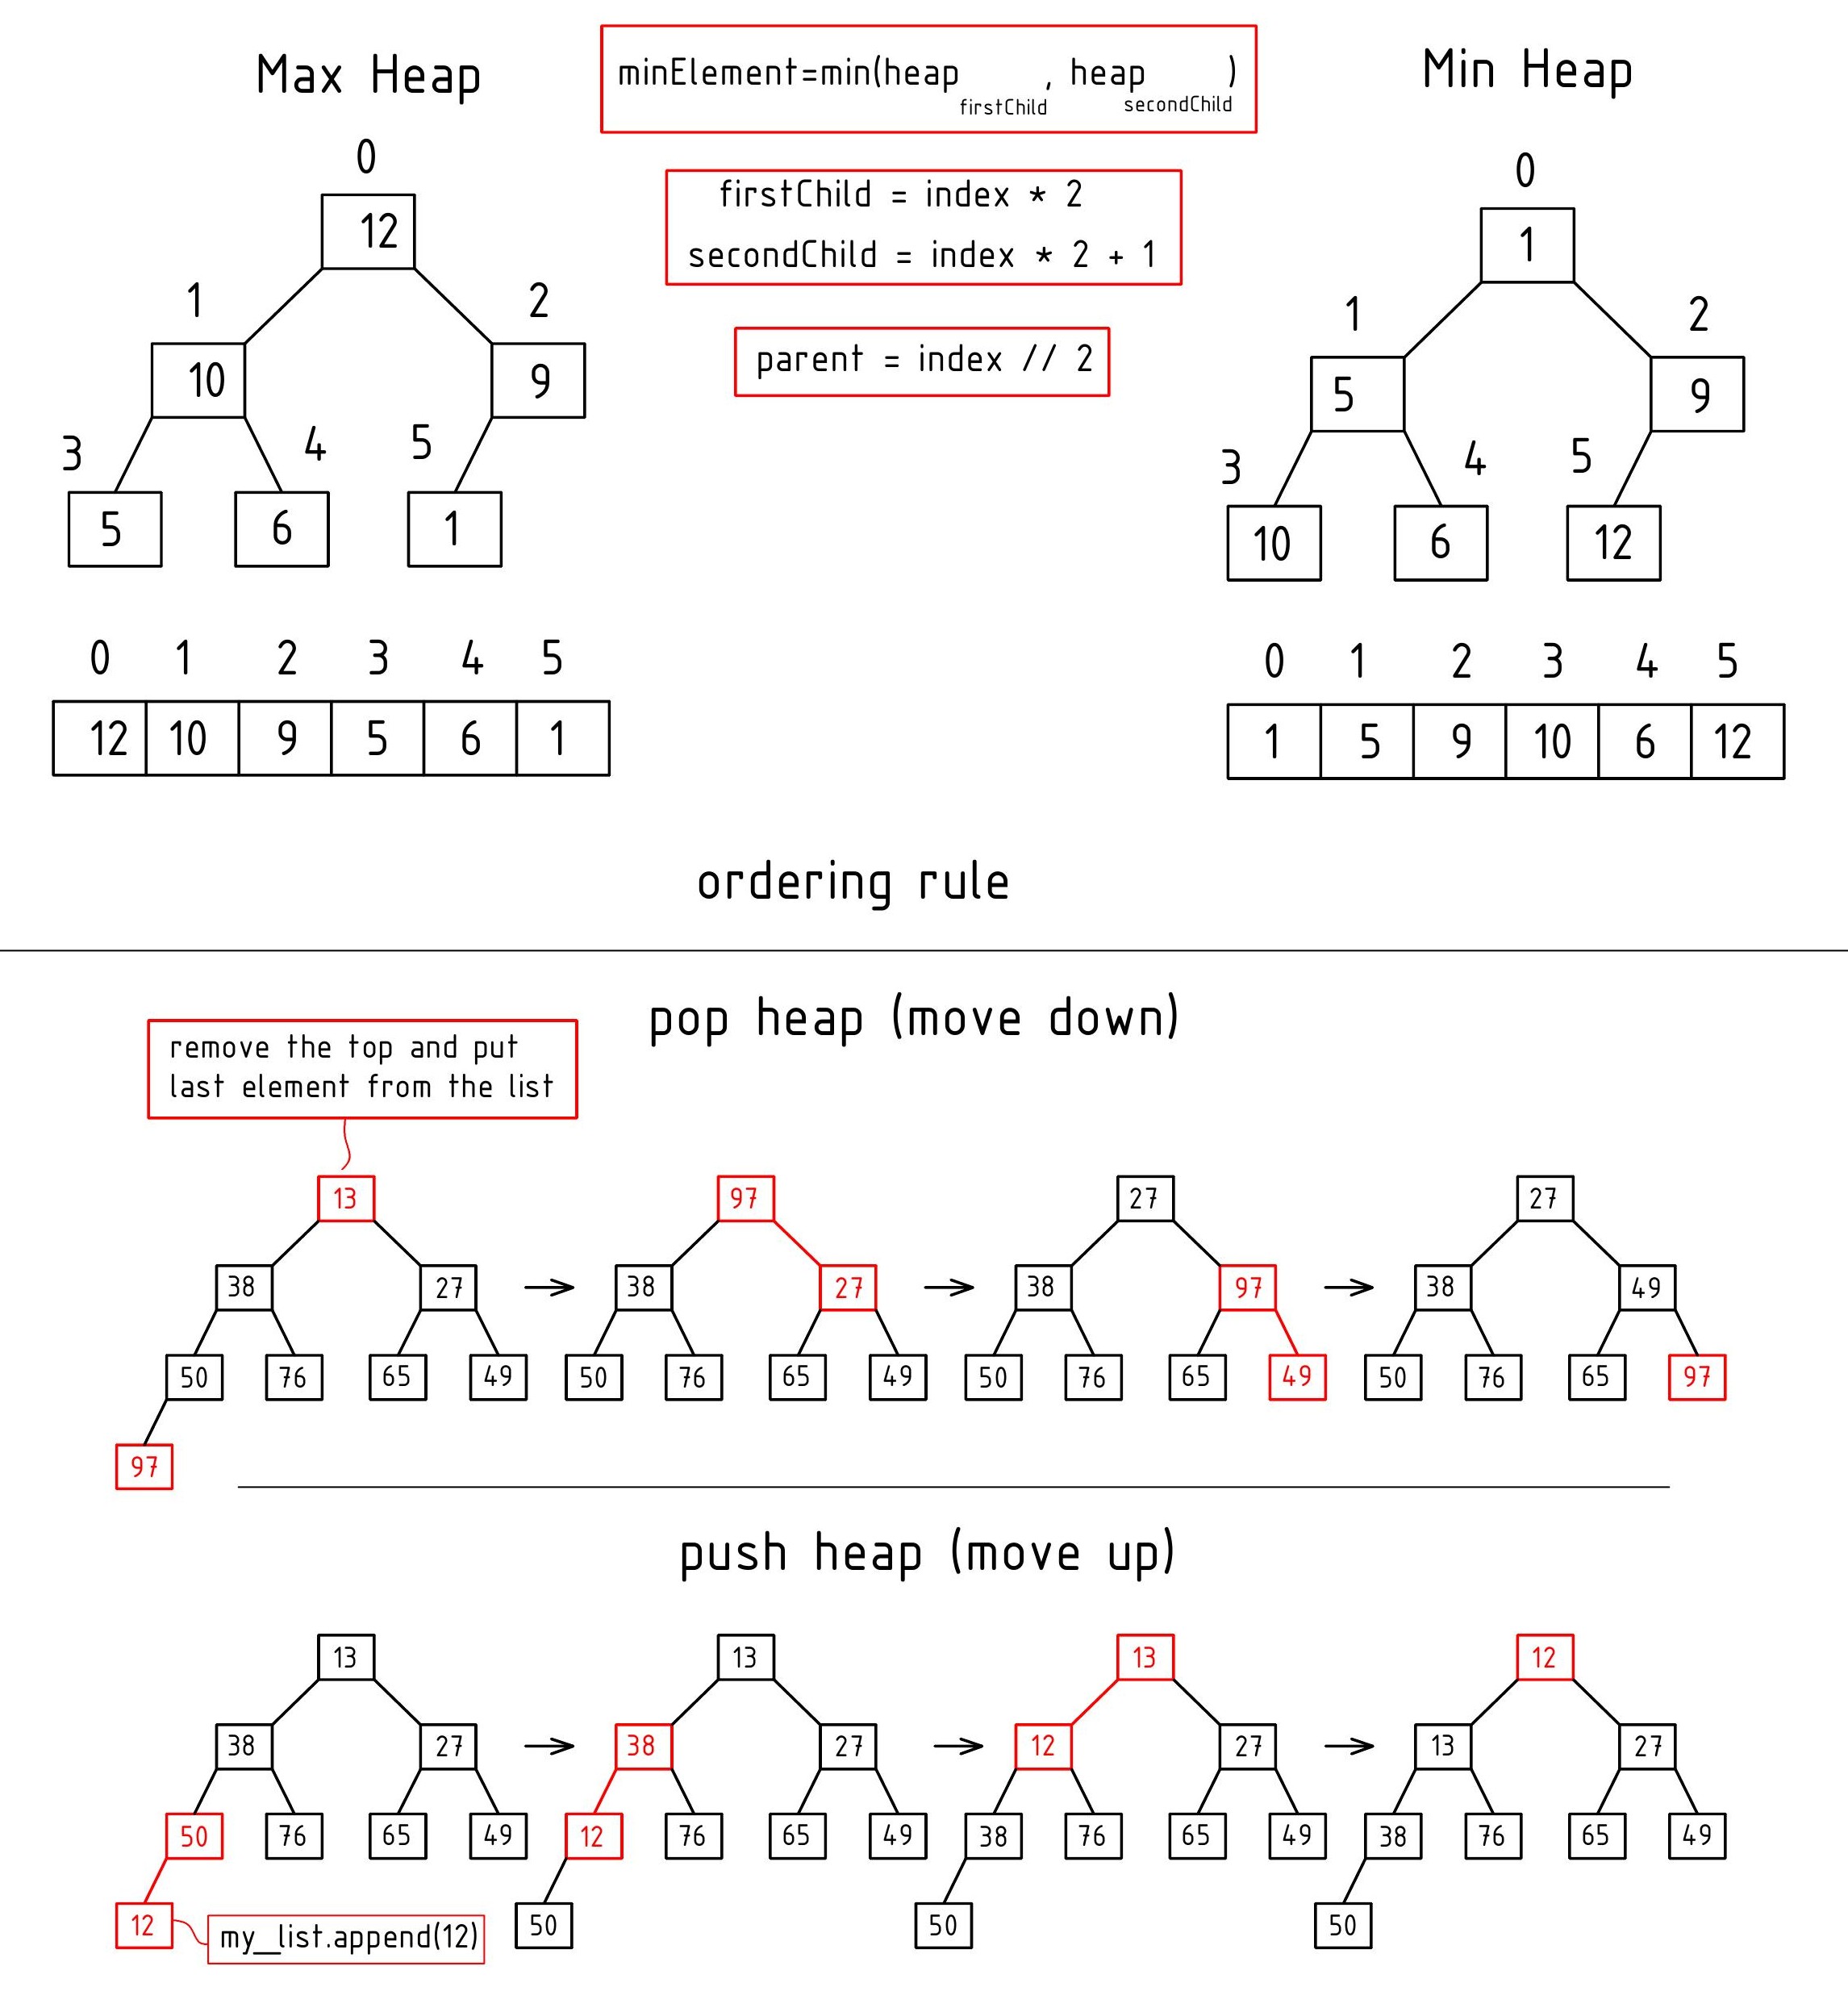 Max Heap
minElement=min(heap firstChild, heap secondChild)
Min Heap
firstChild = index * 2
secondChild = index * 2 + 1
parent = index // 2
0
12
1 2
10 9
3 4 5
5 6 1
0 1 2 3 4 5
12 10 9 5 6 1
0
1
1 2
5 9
3 4 5
10 6 12
0 1 2 3 4 5
1 5 9 10 6 12
ordering rule
pop heap (move down)
remove the top and put
last element from the list
13
38 27
50 76 65 49
97
97
38 27
50 76 65 49
27
38 97
50 76 65 49
27
38 49
50 76 65 97
push heap (move up)
13
38 27
50 76 65 49
12
my_list.append(12)
13
38 27
12 76 65 49
50
13
12 27
38 76 65 49
50
12
13 27
38 76 65 49
50